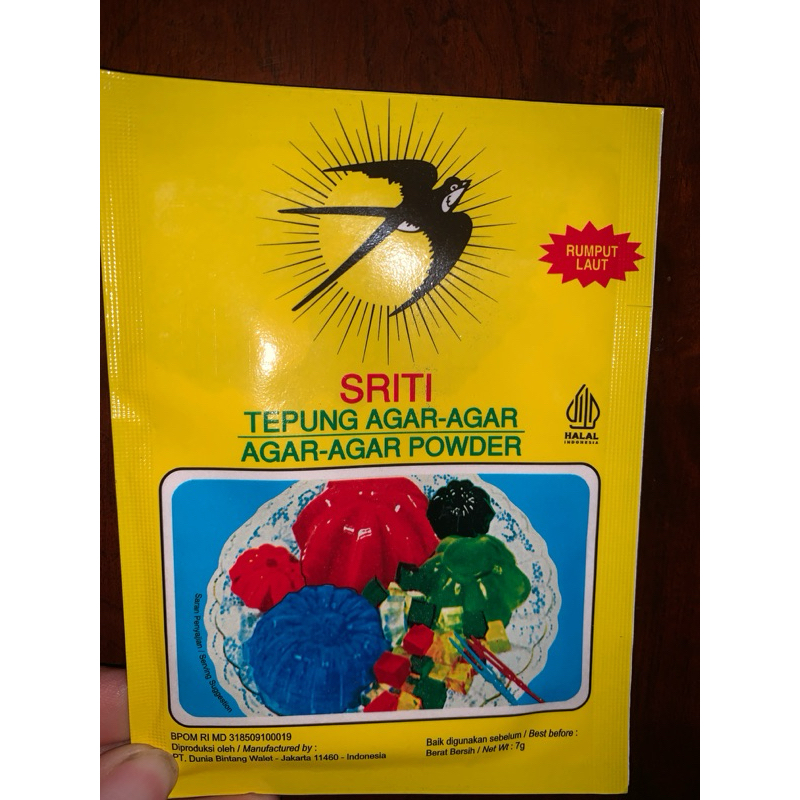 RUMPUT
LAUT
SRITI
TEPUNG AGAR-AGAR
AGAR-AGAR POWDER
HALAL
INDONESIA
Saran Penyajian / Serving Suggestion
BPOM RI MD 318509100019
Diproduksi oleh / Manufactured by :
PT. Dunia Bintang Walet - Jakarta 11460 - Indonesia
Baik digunakan sebelum / Best before :
Berat Bersih / Net Wt : 7g